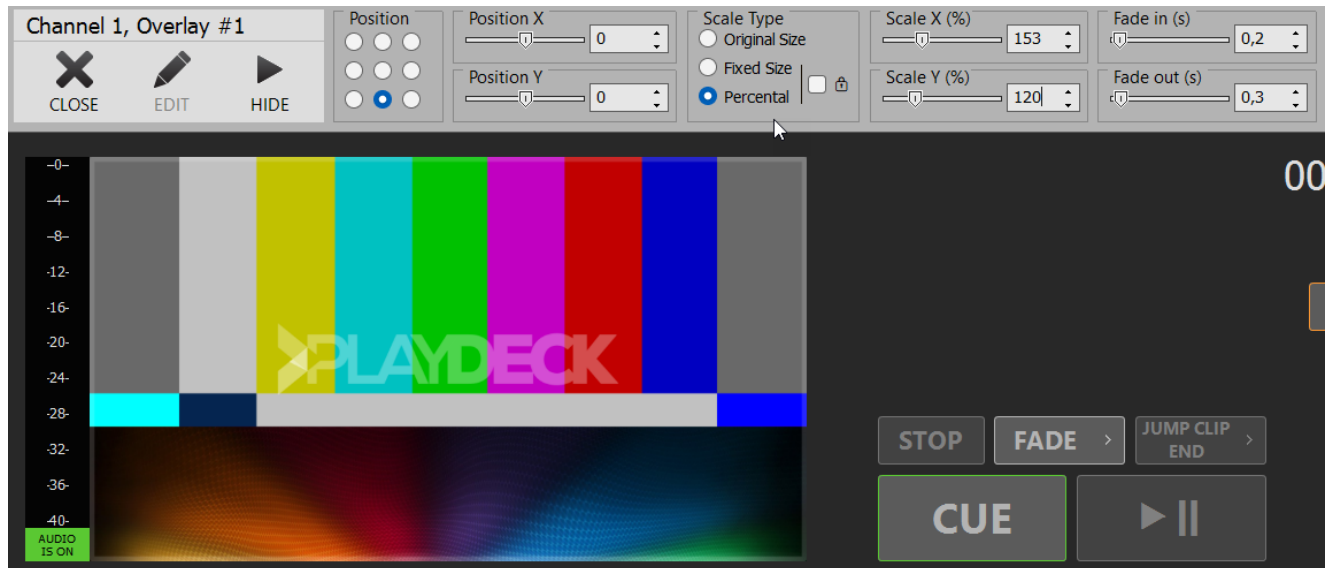 Channel 1, Overlay #1
CLOSE
EDIT
HIDE
Position
Position X
0
Position Y
0
Scale Type
Original Size
Fixed Size
Percental
Scale X (%)
153
Scale Y (%)
120
Fade in (s)
0,2
Fade out (s)
0,3
-0-
-4-
-8-
-12-
-16-
-20-
-24-
-28-
-32-
-36-
-40-
AUDIO
IS ON
PLAYDECK
00
STOP
FADE >
JUMP CLIP >
END
CUE